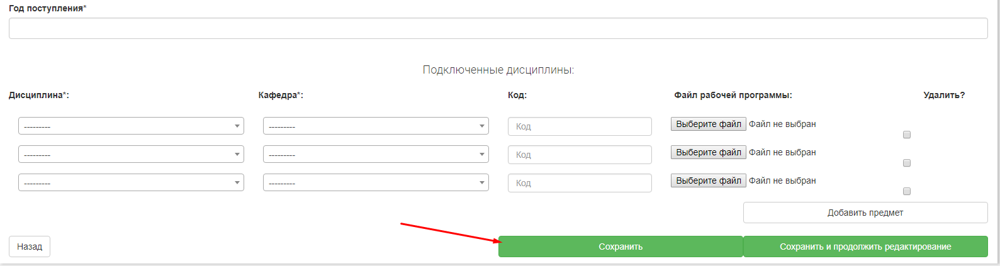 Год поступления*
Подключенные дисциплины:
Дисциплина*: Кафедра*: Код: Файл рабочей программы: Удалить?
--------- --------- Код Выберите файл Файл не выбран
--------- --------- Код Выберите файл Файл не выбран
--------- --------- Код Выберите файл Файл не выбран
Добавить предмет
Назад Сохранить Сохранить и продолжить редактирование